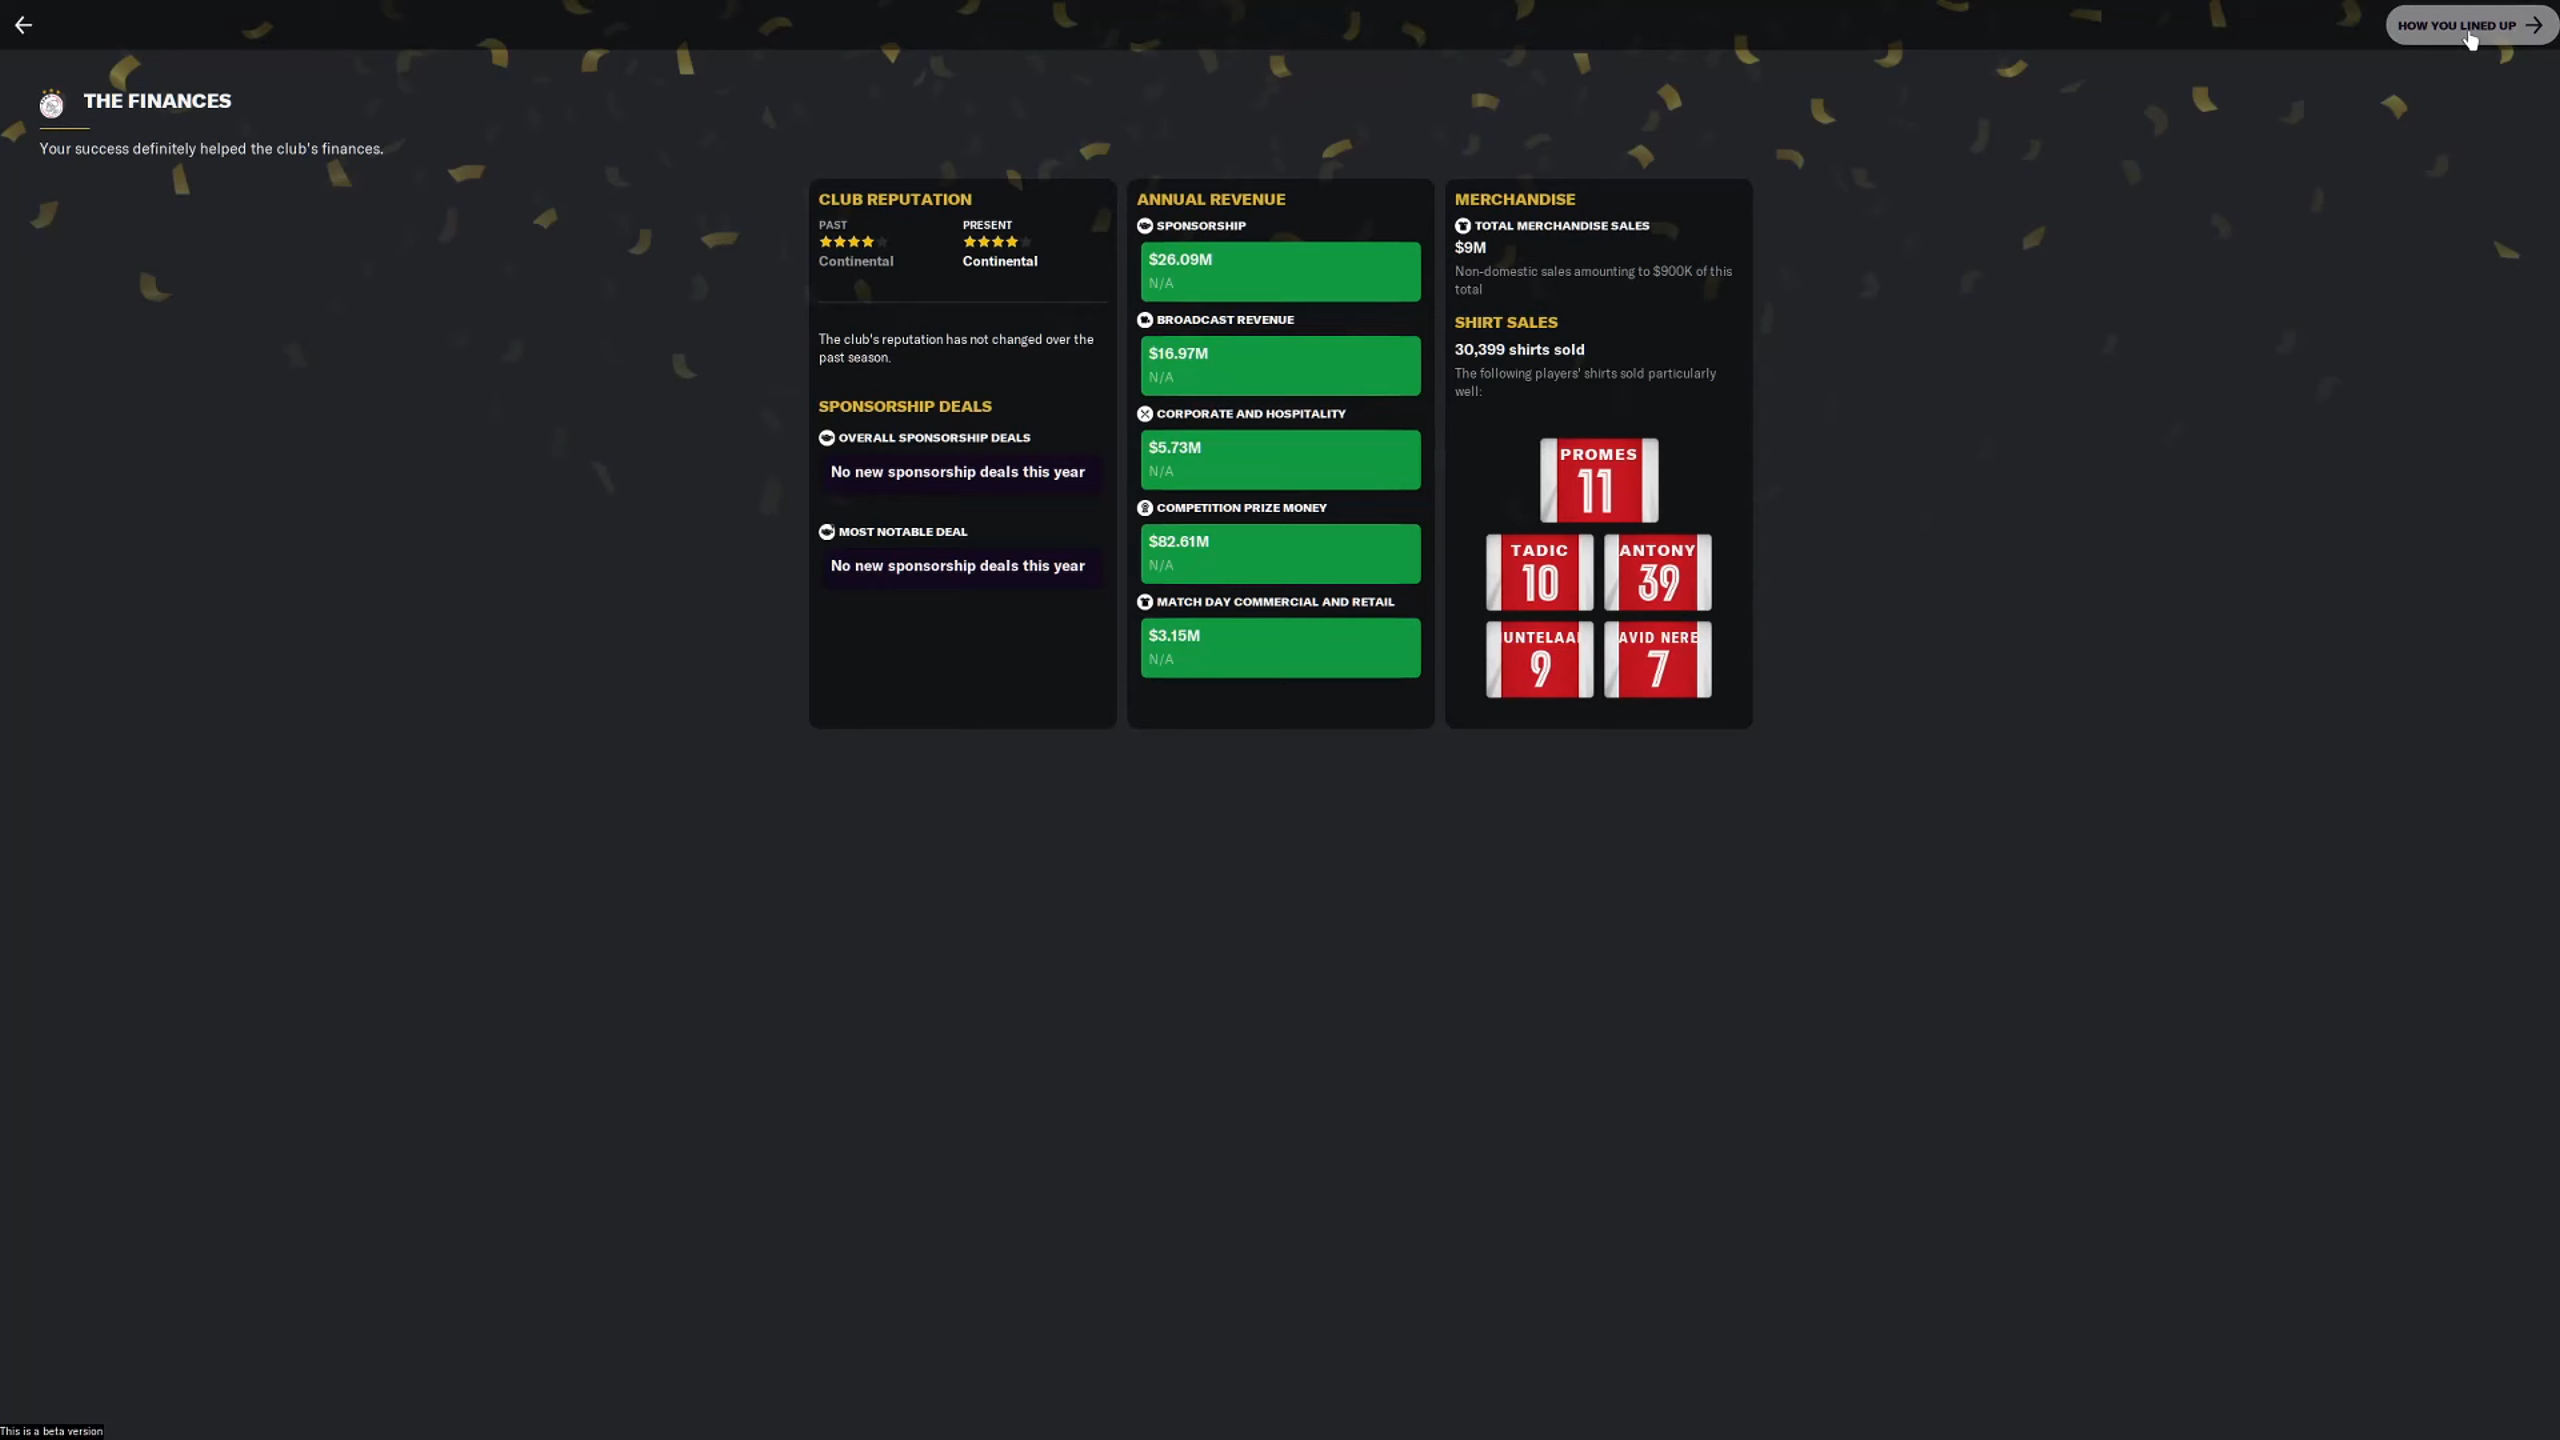 HOW YOU LINED UP
THE FINANCES
Your success definitely helped the club's finances.
CLUB REPUTATION
PAST
PRESENT
Continental
Continental
The club's reputation has not changed over the
past season.
SPONSORSHIP DEALS
OVERALL SPONSORSHIP DEALS
No new sponsorship deals this year
MOST NOTABLE DEAL
No new sponsorship deals this year
ANNUAL REVENUE
SPONSORSHIP
$26.09M
N/A
BROADCAST REVENUE
$16.97M
N/A
CORPORATE AND HOSPITALITY
$5.73M
N/A
COMPETITION PRIZE MONEY
$82.61M
N/A
MATCH DAY COMMERCIAL AND RETAIL
$3.15M
N/A
MERCHANDISE
TOTAL MERCHANDISE SALES
$9M
Non-domestic sales amounting to $900K of this
total
SHIRT SALES
30,399 shirts sold
The following players' shirts sold particularly
well:
PROMES
11
TADIC
10
ANTONY
39
UNTELAA
9
AVID NERE
7
This is a beta version